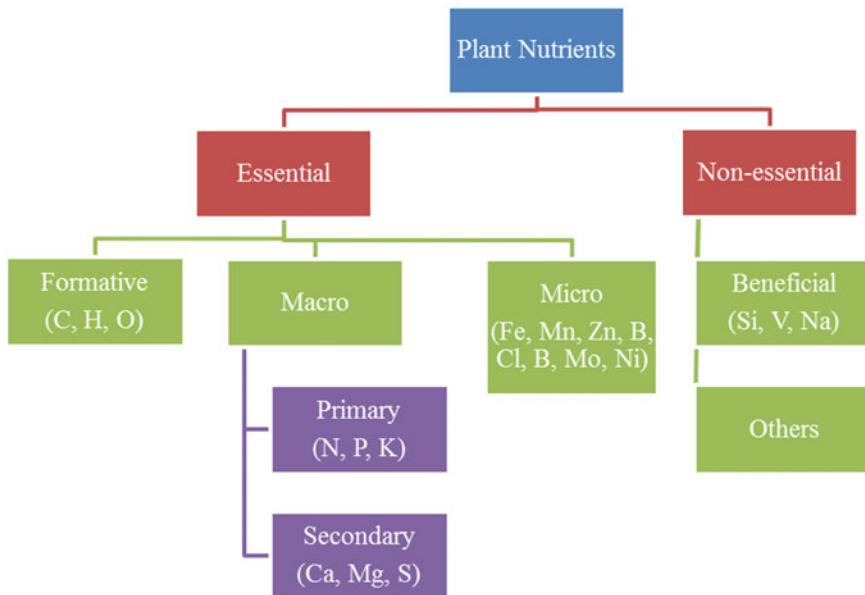 Plant Nutrients
Essential
Non-essential
Formative
(C, H, O)
Macro
Micro
(Fe, Mn, Zn, B,
Cl, B, Mo, Ni)
Beneficial
(Si, V, Na)
Primary
(N, P, K)
Others
Secondary
(Ca, Mg, S)